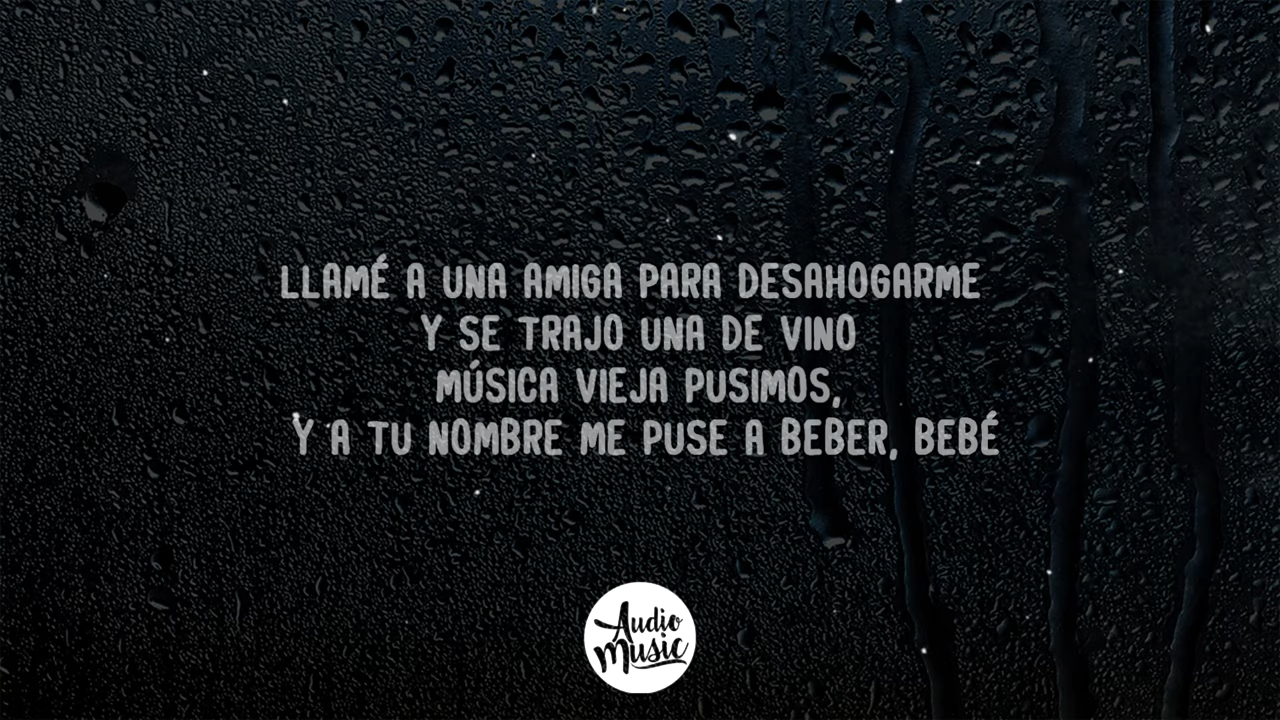 LLAMÉ A UNA AMIGA PARA DESAHOGARME
Y SE TRAJO UNA DE VINO
MÚSICA VIEJA PUSIMOS,
Y A TU NOMBRE ME PUSE A BEBER, BEBÉ
Audio
Music